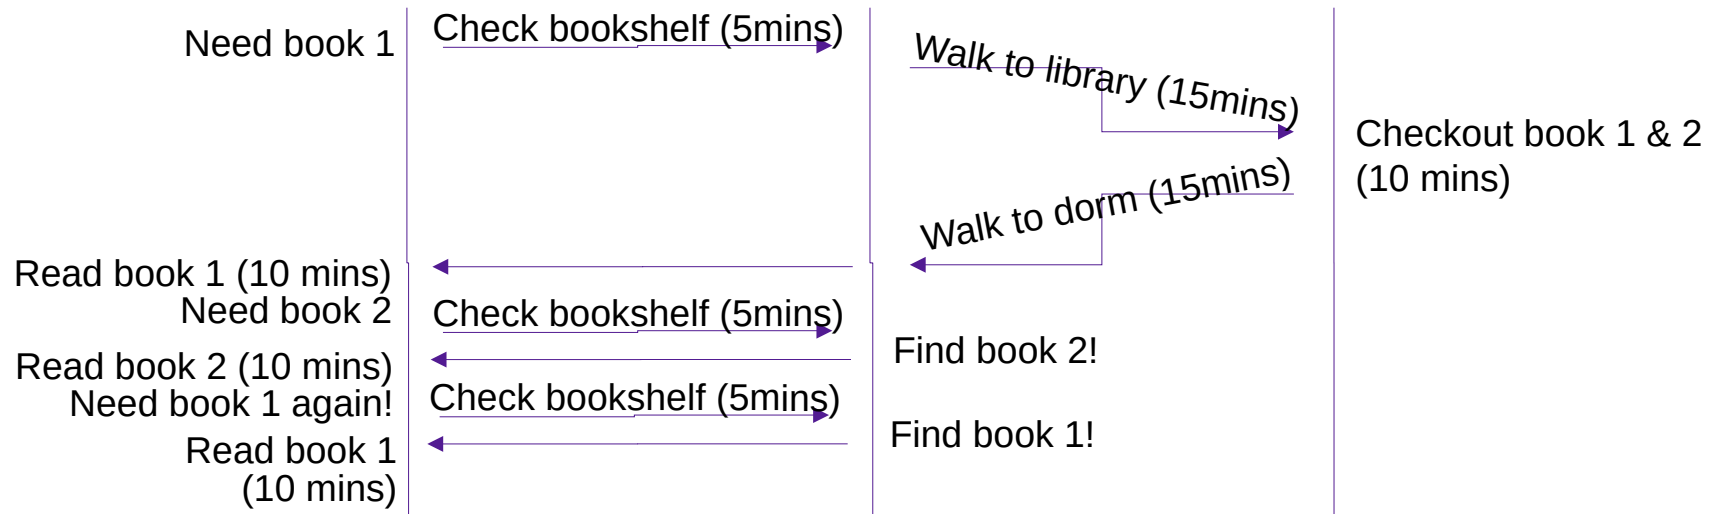 Need book 1
Check bookshelf (5mins)
Walk to library (15mins)
Checkout book 1 & 2
(10 mins)
Walk to dorm (15mins)
Read book 1 (10 mins)
Need book 2
Check bookshelf (5mins)
Find book 2!
Read book 2 (10 mins)
Need book 1 again!
Check bookshelf (5mins)
Find book 1!
Read book 1
(10 mins)